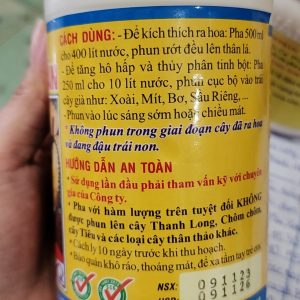 CÁCH DÙNG: - Để kích thích ra hoa: Pha 500 ml
cho 400 lít nước, phun ướt đều lên thân lá.
- Để tăng hô hấp và thủy phân tinh bột: Pha
250 ml cho 10 lít nước, phun cục bộ vào trái
cây già như: Xoài, Mít, Bơ, Sầu Riêng, ...
- Phun vào lúc sáng sớm hoặc chiều mát.
* Không phun trong giai đoạn cây đã ra hoa
và đang đậu trái non.
HƯỚNG DẪN AN TOÀN
- Sử dụng lần đầu phải tham vấn kỹ với chuyên
gia của Công ty.
- Pha với hàm lượng trên tuyệt đối KHÔNG
được phun lên cây Thanh Long, Chôm chôm,
cây Tiêu và các loại cây thân thảo khác.
- Cách ly 10 ngày trước khi thu hoạch.
- Bảo quản khô ráo, thoáng mát, để xa tầm tay trẻ em.
NSX: 091123
091126